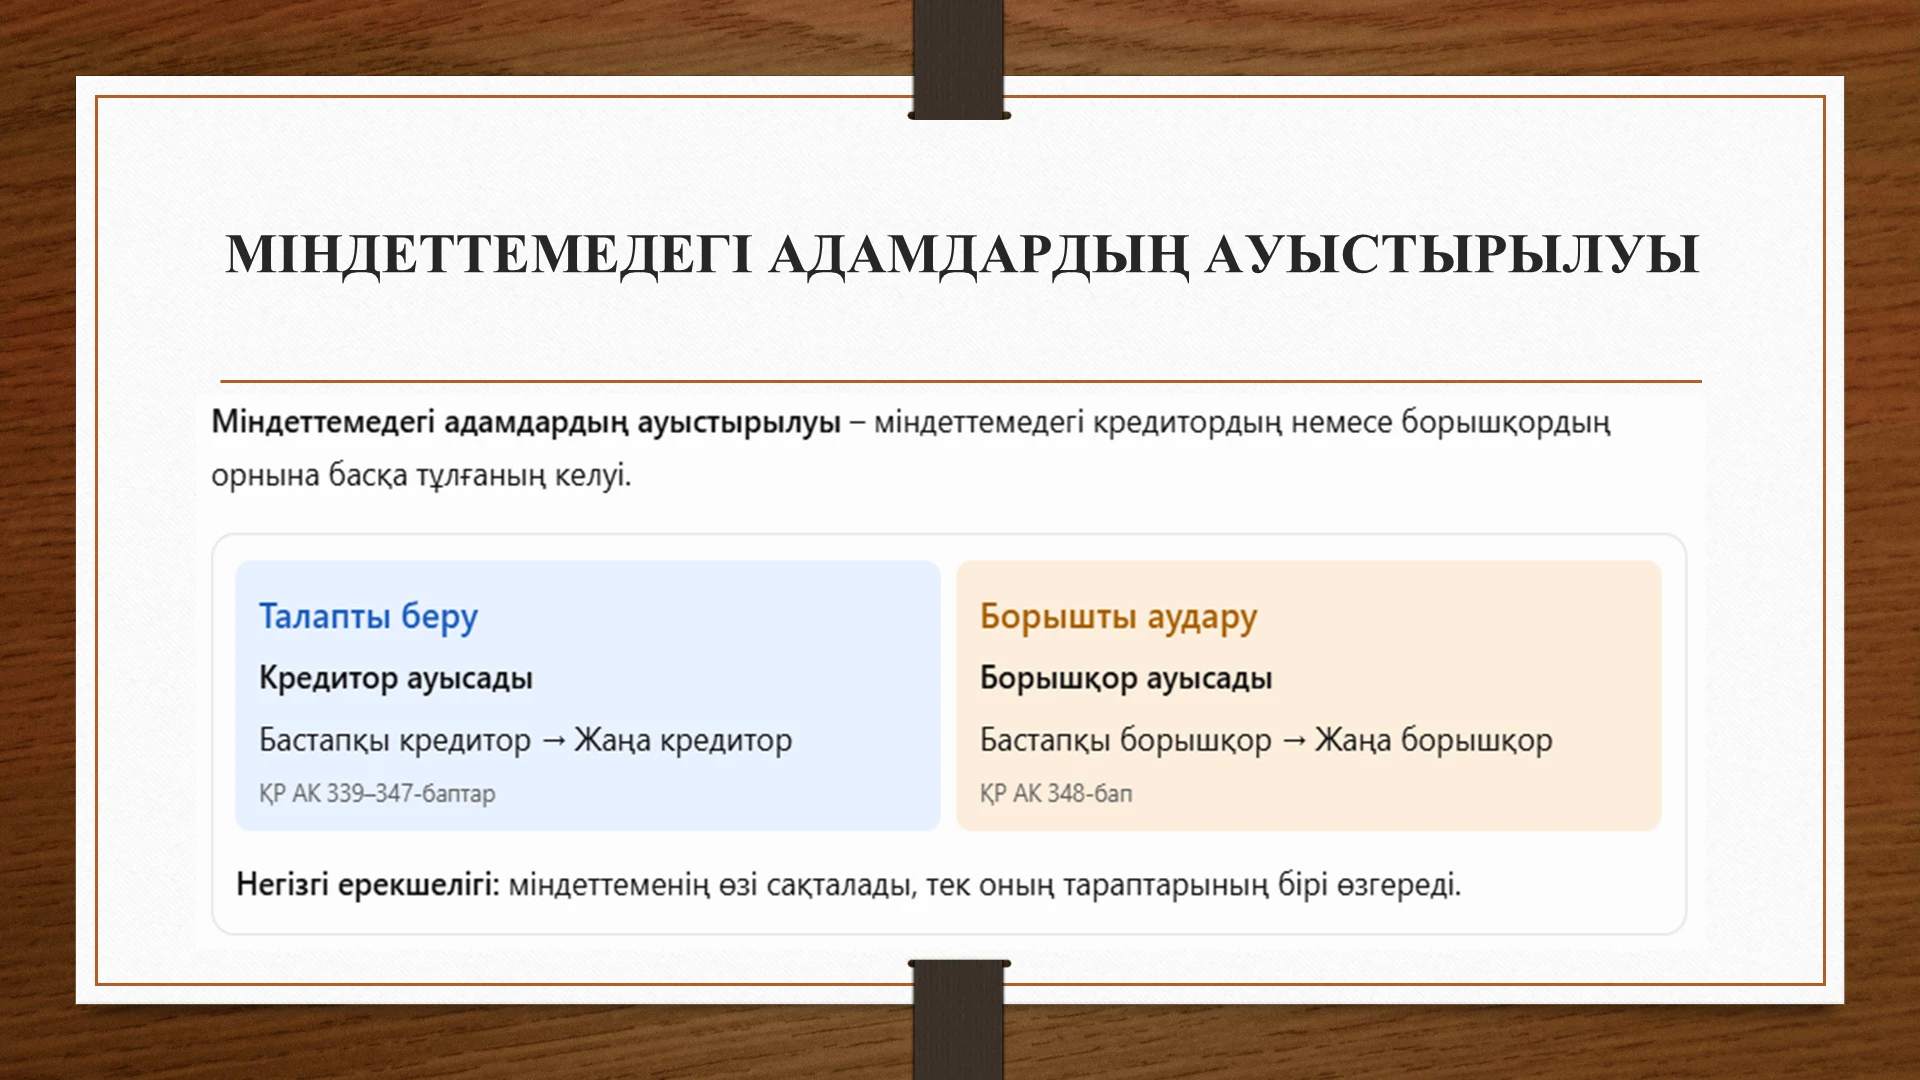 МІНДЕТТЕМЕДЕГІ АДАМДАРДЫҢ АУЫСТЫРЫЛУЫ
Міндеттемедегі адамдардың ауыстырылуы – міндеттемедегі кредитордың немесе борышқордың
орнына басқа тұлғаның келуі.
Талапты беру
Кредитор ауысады
Бастапқы кредитор → Жаңа кредитор
ҚР АК 339–347-баптар
Борышты аудару
Борышқор ауысады
Бастапқы борышқор → Жаңа борышқор
ҚР АК 348-бап
Негізгі ерекшелігі: міндеттеменің өзі сақталады, тек оның тараптарының бірі өзгереді.